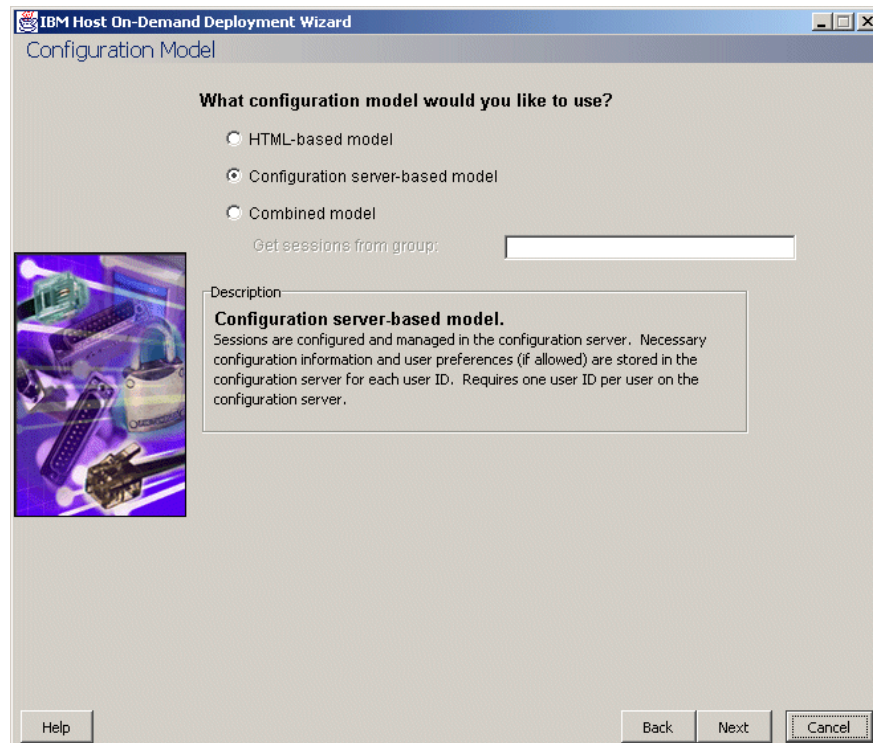 IBM Host On-Demand Deployment Wizard
Configuration Model
What configuration model would you like to use?
HTML-based model
Configuration server-based model
Combined model
Get sessions from group:
Description
Configuration server-based model.
Sessions are configured and managed in the configuration server. Necessary
configuration information and user preferences (if allowed) are stored in the
configuration server for each user ID. Requires one user ID per user on the
configuration server.
Help
Back
Next
Cancel